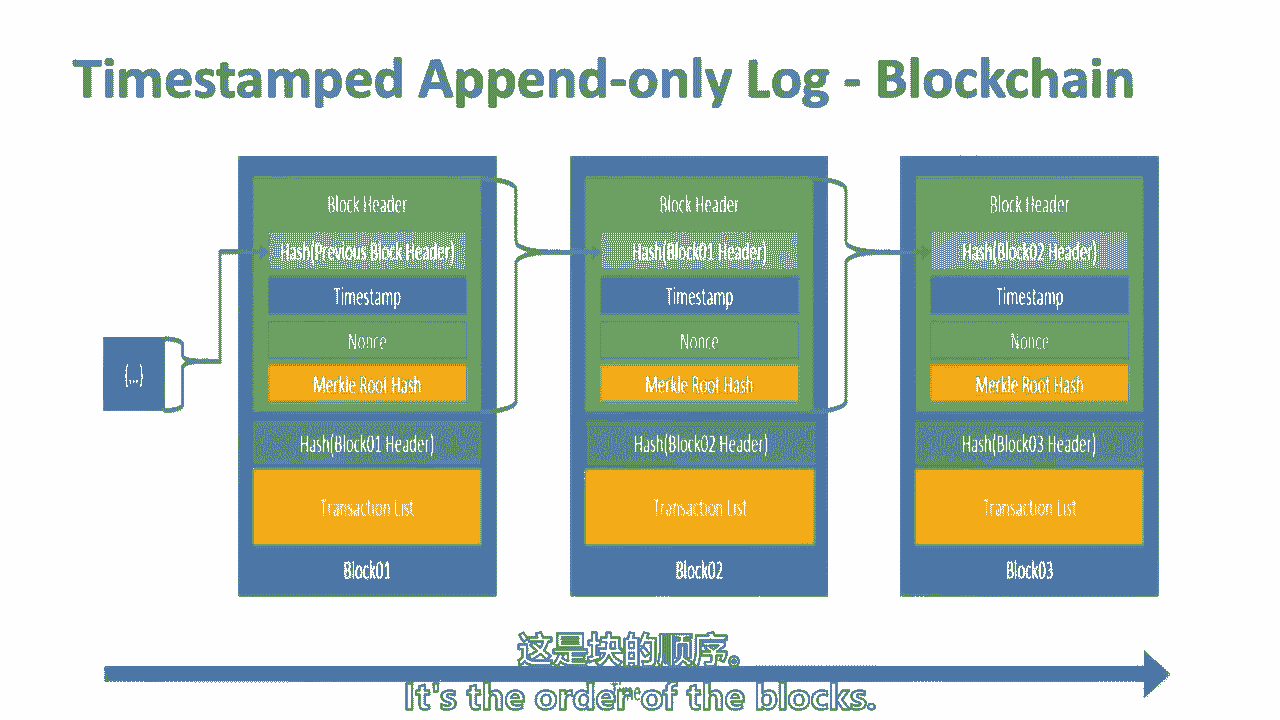 Timestamped Append-only Log - Blockchain
(...)
Block Header
Hash(Previous Block Header)
Timestamp
Nonce
Merkle Root Hash
Hash(Block01 Header)
Transaction List
Block01
Block Header
Hash(Block01 Header)
Timestamp
Nonce
Merkle Root Hash
Hash(Block02 Header)
Transaction List
Block02
Block Header
Hash(Block02 Header)
Timestamp
Nonce
Merkle Root Hash
Hash(Block03 Header)
Transaction List
Block03
这是块的顺序。
Time
It's the order of the blocks.